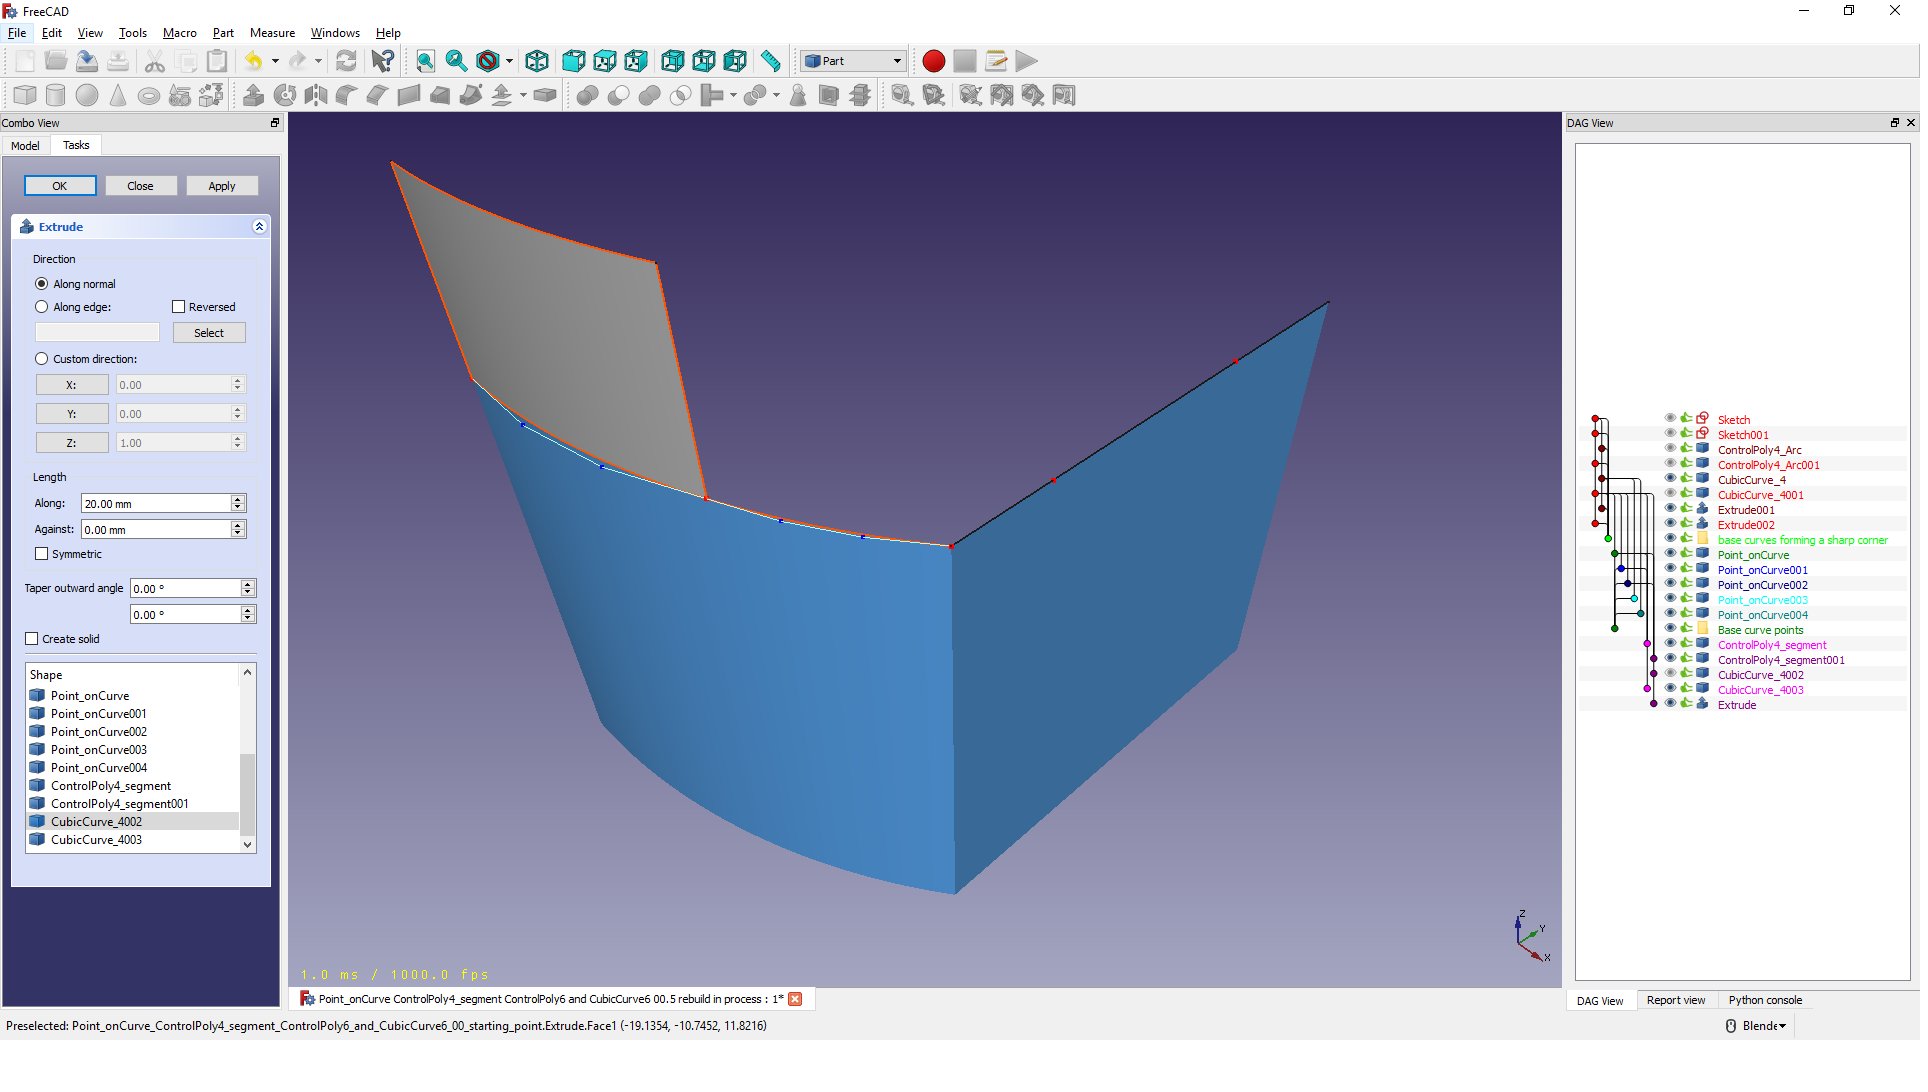 FreeCAD
File Edit View Tools Macro Part Measure Windows Help
Part
Combo View
DAG View
Model Tasks
OK Close Apply
Extrude
Direction
Along normal
Along edge: Reversed
Select
Custom direction:
X: 0.00
Y: 0.00
Z: 1.00
Length
Along: 20.00 mm
Against: 0.00 mm
Symmetric
Taper outward angle 0.00 °
0.00 °
Create solid
Shape
Point_onCurve
Point_onCurve001
Point_onCurve002
Point_onCurve003
Point_onCurve004
ControlPoly4_segment
ControlPoly4_segment001
CubicCurve_4002
CubicCurve_4003
Sketch
Sketch001
ControlPoly4_Arc
ControlPoly4_Arc001
CubicCurve_4
CubicCurve_4001
Extrude001
Extrude002
base curves forming a sharp corner
Point_onCurve
Point_onCurve001
Point_onCurve002
Point_onCurve003
Point_onCurve004
Base curve points
ControlPoly4_segment
ControlPoly4_segment001
CubicCurve_4002
CubicCurve_4003
Extrude
Z
Y
X
1.0 ms / 1000.0 fps
Point_onCurve ControlPoly4_segment ControlPoly6 and CubicCurve6 00.5 rebuild in process : 1*
DAG View Report view Python console
Preselected: Point_onCurve_ControlPoly4_segment_ControlPoly6_and_CubicCurve6_00_starting_point.Extrude.Face1 (-19.1354, -10.7452, 11.8216)
Blende